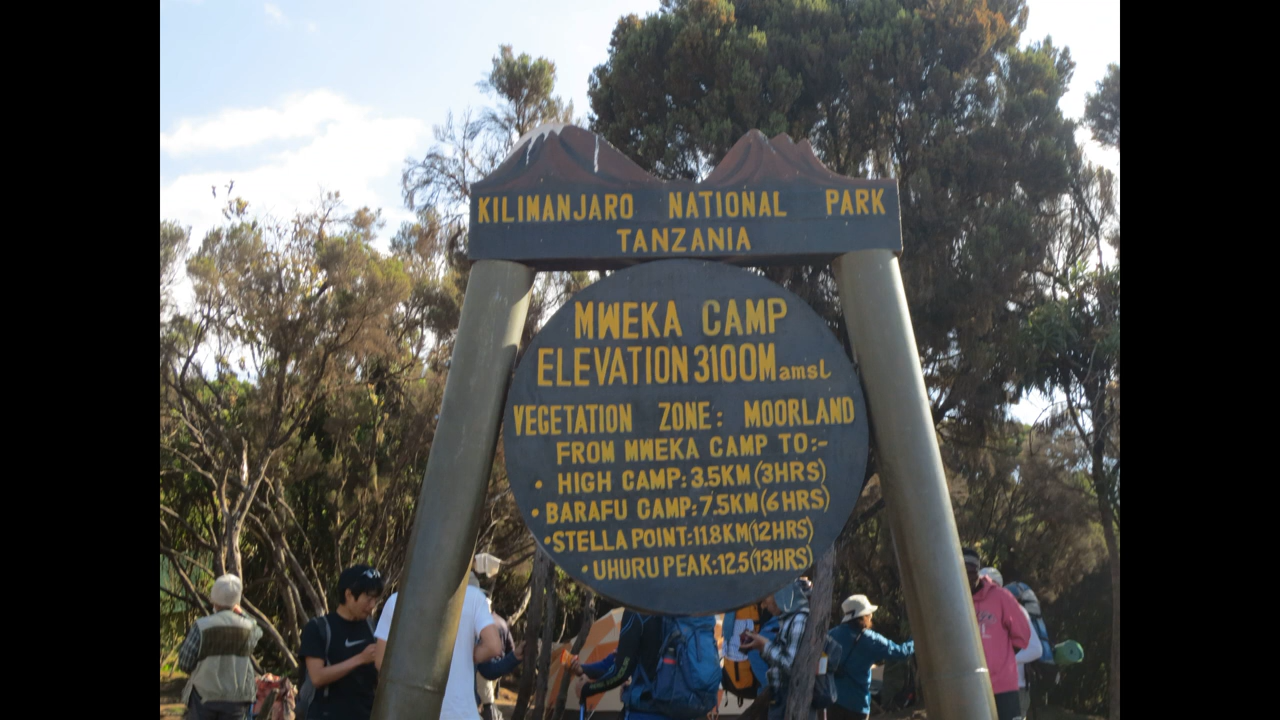 KILIMANJARO NATIONAL PARK
TANZANIA
MWEKA CAMP
ELEVATION 3100M amsl
VEGETATION ZONE: MOORLAND
FROM MWEKA CAMP TO:-
• HIGH CAMP: 3.5KM (3HRS)
• BARAFU CAMP: 7.5KM (6HRS)
• STELLA POINT: 11.8KM (12HRS)
• UHURU PEAK: 12.5 (13HRS)